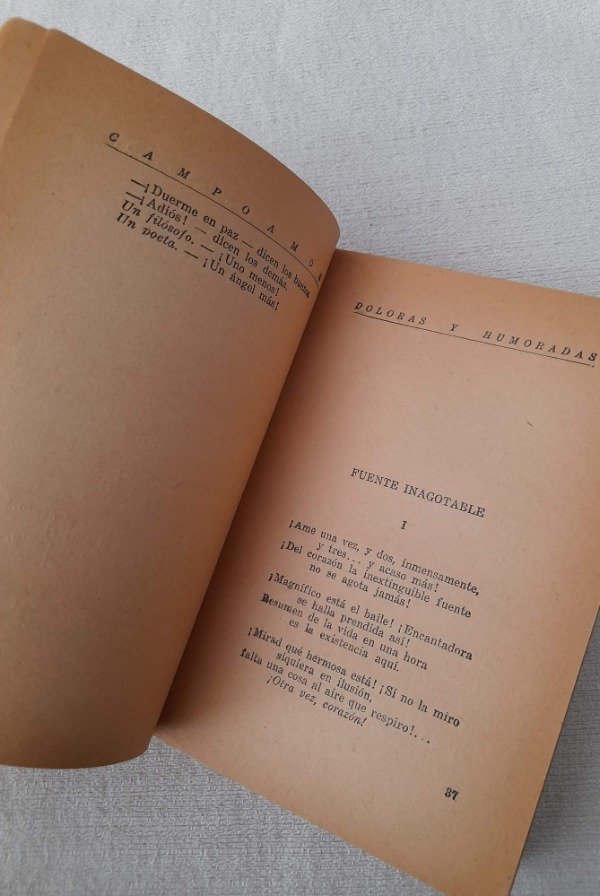 CAMPOAMO
—¡Duerme en paz — dicen los buenos
—¡Adiós! — dicen los demás.
Un filósofo. — ¡Uno menos!
Un poeta. — ¡Un ángel más!
DOLORAS Y HUMORADAS
FUENTE INAGOTABLE
I
¡Amé una vez, y dos, inmensamente,
y tres... y acaso más!
¡Del corazón la inextinguible fuente
no se agota jamás!
¡Magnífico está el baile! ¡Encantadora
se halla prendida así!
Resumen de la vida en una hora
es la existencia aquí.
¡Mirad qué hermosa está! ¡Si no la miro
siquiera en ilusión,
falta una cosa al aire que respiro!...
¡Otra vez, corazón!
37